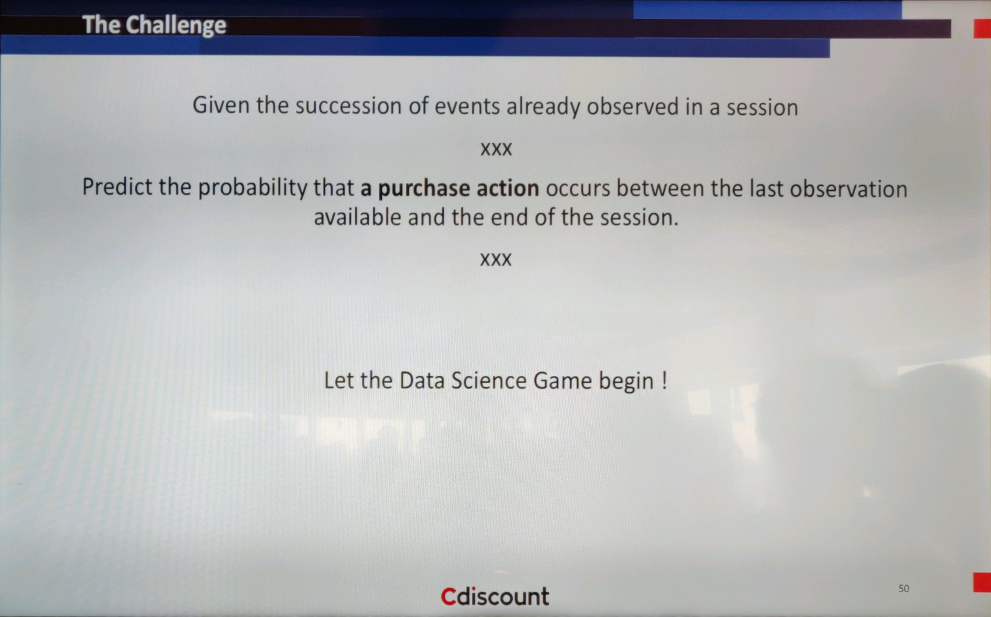 The Challenge
Given the succession of events already observed in a session
xxx
Predict the probability that a purchase action occurs between the last observation
available and the end of the session.
xxx
Let the Data Science Game begin !
Cdiscount
50